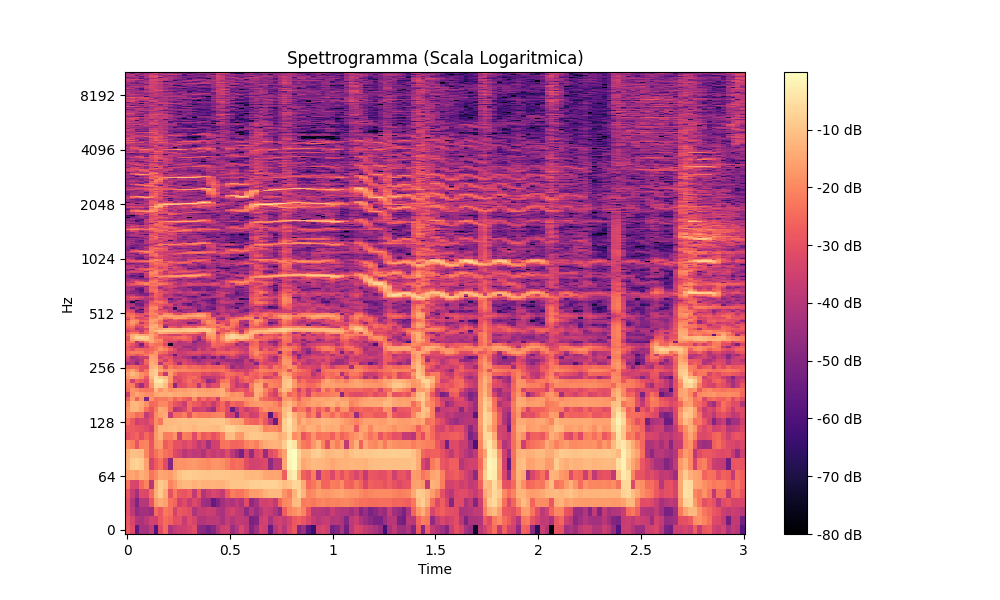 Spettrogramma (Scala Logaritmica)
8192
4096
2048
1024
512
256
128
64
0
Hz
0
0.5
1
1.5
2
2.5
3
Time
-10 dB
-20 dB
-30 dB
-40 dB
-50 dB
-60 dB
-70 dB
-80 dB